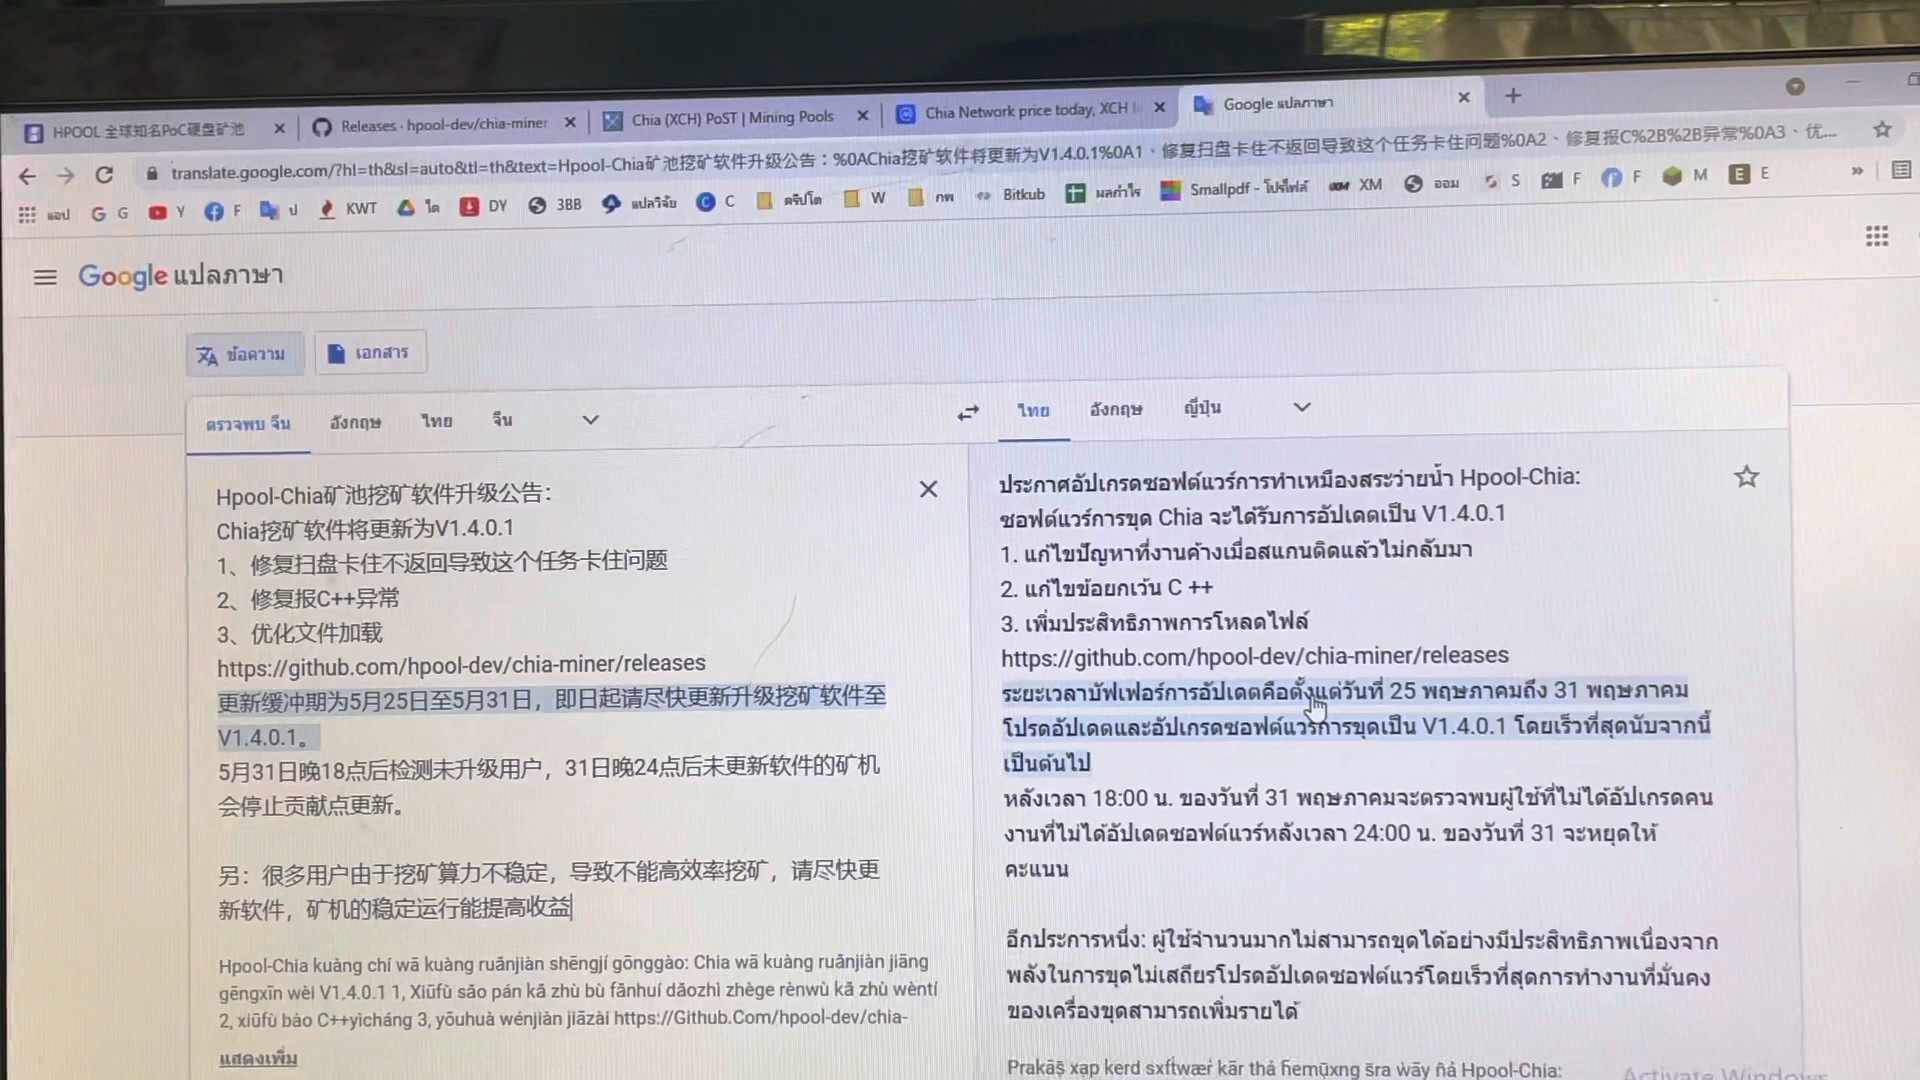 HPOOL 全球知名PoC硬盘矿池
Releases · hpool-dev/chia-miner
Chia (XCH) PoST | Mining Pools
Chia Network price today, XCH
Google แปลภาษา
translate.google.com/?hl=th&sl=auto&tl=th&text=Hpool-Chia矿池挖矿软件升级公告：%0AChia挖矿软件将更新为V1.4.0.1%0A1、修复扫盘卡住不返回导致这个任务卡住问题%0A2、修复报C%2B%2B异常%0A3、优...
แอป G Y F ป KWT ได DY 3BB แปลวิจัย C คริปโต W กพ Bitkub ผลกำไร Smallpdf - โปรไฟล์ XM ออม S F F M E
Google แปลภาษา
ข้อความ เอกสาร
ตรวจพบ จีน อังกฤษ ไทย จีน
ไทย อังกฤษ ญี่ปุ่น
Hpool-Chia矿池挖矿软件升级公告：
Chia挖矿软件将更新为V1.4.0.1
1、修复扫盘卡住不返回导致这个任务卡住问题
2、修复报C++异常
3、优化文件加载
https://github.com/hpool-dev/chia-miner/releases
更新缓冲期为5月25日至5月31日，即日起请尽快更新升级挖矿软件至
V1.4.0.1。
5月31日晚18点后检测未升级用户，31日晚24点后未更新软件的矿机
会停止贡献点更新。
另：很多用户由于挖矿算力不稳定，导致不能高效率挖矿，请尽快更
新软件，矿机的稳定运行能提高收益
Hpool-Chia kuàng chí wā kuàng ruǎnjiàn shēngjí gōnggào: Chia wā kuàng ruǎnjiàn jiāng
gēngxīn wèi V1.4.0.1 1, Xiūfù sǎo pán kǎ zhù bù fǎnhuí dǎozhì zhège rènwù kǎ zhù wèntí
2, xiūfù bào C++yìcháng 3, yōuhuà wénjiàn jiāzài https://Github.Com/hpool-dev/chia-
แสดงเพิ่ม
ประกาศอัปเกรดซอฟต์แวร์การทำเหมืองสระว่ายน้ำ Hpool-Chia:
ซอฟต์แวร์การขุด Chia จะได้รับการอัปเดตเป็น V1.4.0.1
1. แก้ไขปัญหาที่งานค้างเมื่อสแกนติดแล้วไม่กลับมา
2. แก้ไขข้อยกเว้น C ++
3. เพิ่มประสิทธิภาพการโหลดไฟล์
https://github.com/hpool-dev/chia-miner/releases
ระยะเวลาบัฟเฟอร์การอัปเดตคือตั้งแต่วันที่ 25 พฤษภาคมถึง 31 พฤษภาคม
โปรดอัปเดตและอัปเกรดซอฟต์แวร์การขุดเป็น V1.4.0.1 โดยเร็วที่สุดนับจากนี้
เป็นต้นไป
หลังเวลา 18:00 น. ของวันที่ 31 พฤษภาคมจะตรวจพบผู้ใช้ที่ไม่ได้อัปเกรดคน
งานที่ไม่ได้อัปเดตซอฟต์แวร์หลังเวลา 24:00 น. ของวันที่ 31 จะหยุดให้
คะแนน
อีกประการหนึ่ง: ผู้ใช้จำนวนมากไม่สามารถขุดได้อย่างมีประสิทธิภาพเนื่องจาก
พลังในการขุดไม่เสถียรโปรดอัปเดตซอฟต์แวร์โดยเร็วที่สุดการทำงานที่มั่นคง
ของเครื่องขุดสามารถเพิ่มรายได้
Prakāṣ̄ xap kerd sxft̒wær̒ kār thả h̄emụ̄xng s̄ra ẁāy n̂ả Hpool-Chia:
Activate Windows